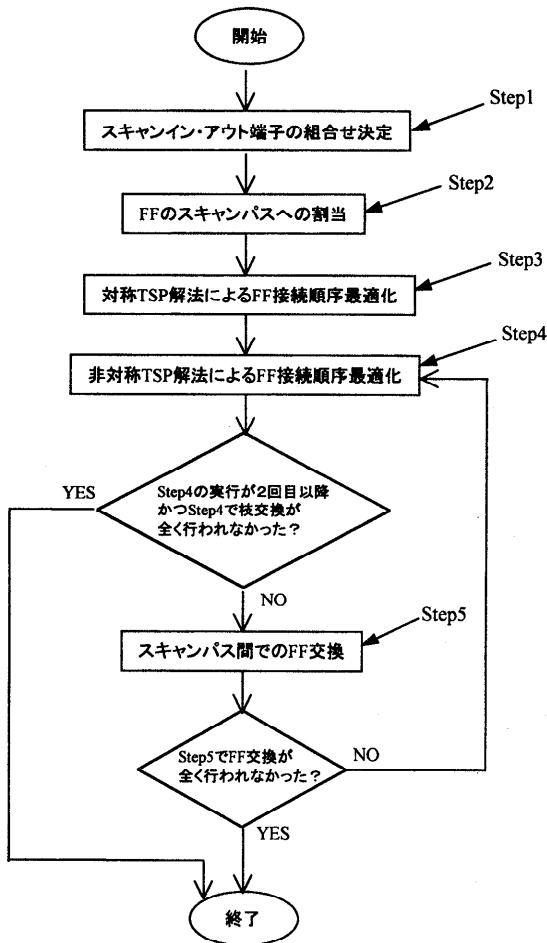 開始
Step1
スキャンイン・アウト端子の組合せ決定
Step2
FFのスキャンパスへの割当
Step3
対称TSP解法によるFF接続順序最適化
Step4
非対称TSP解法によるFF接続順序最適化
YES
Step4の実行が2回目以降
かつStep4で枝交換が
全く行われなかった？
NO
Step5
スキャンパス間でのFF交換
Step5でFF交換が
全く行われなかった？
NO
YES
終了